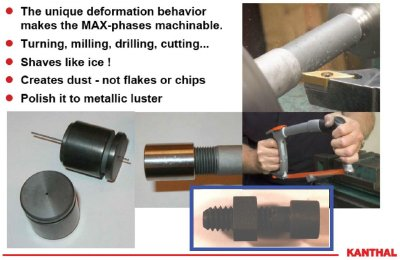 The unique deformation behavior
makes the MAX-phases machinable.
Turning, milling, drilling, cutting...
Shaves like ice !
Creates dust - not flakes or chips
Polish it to metallic luster
KANTHAL